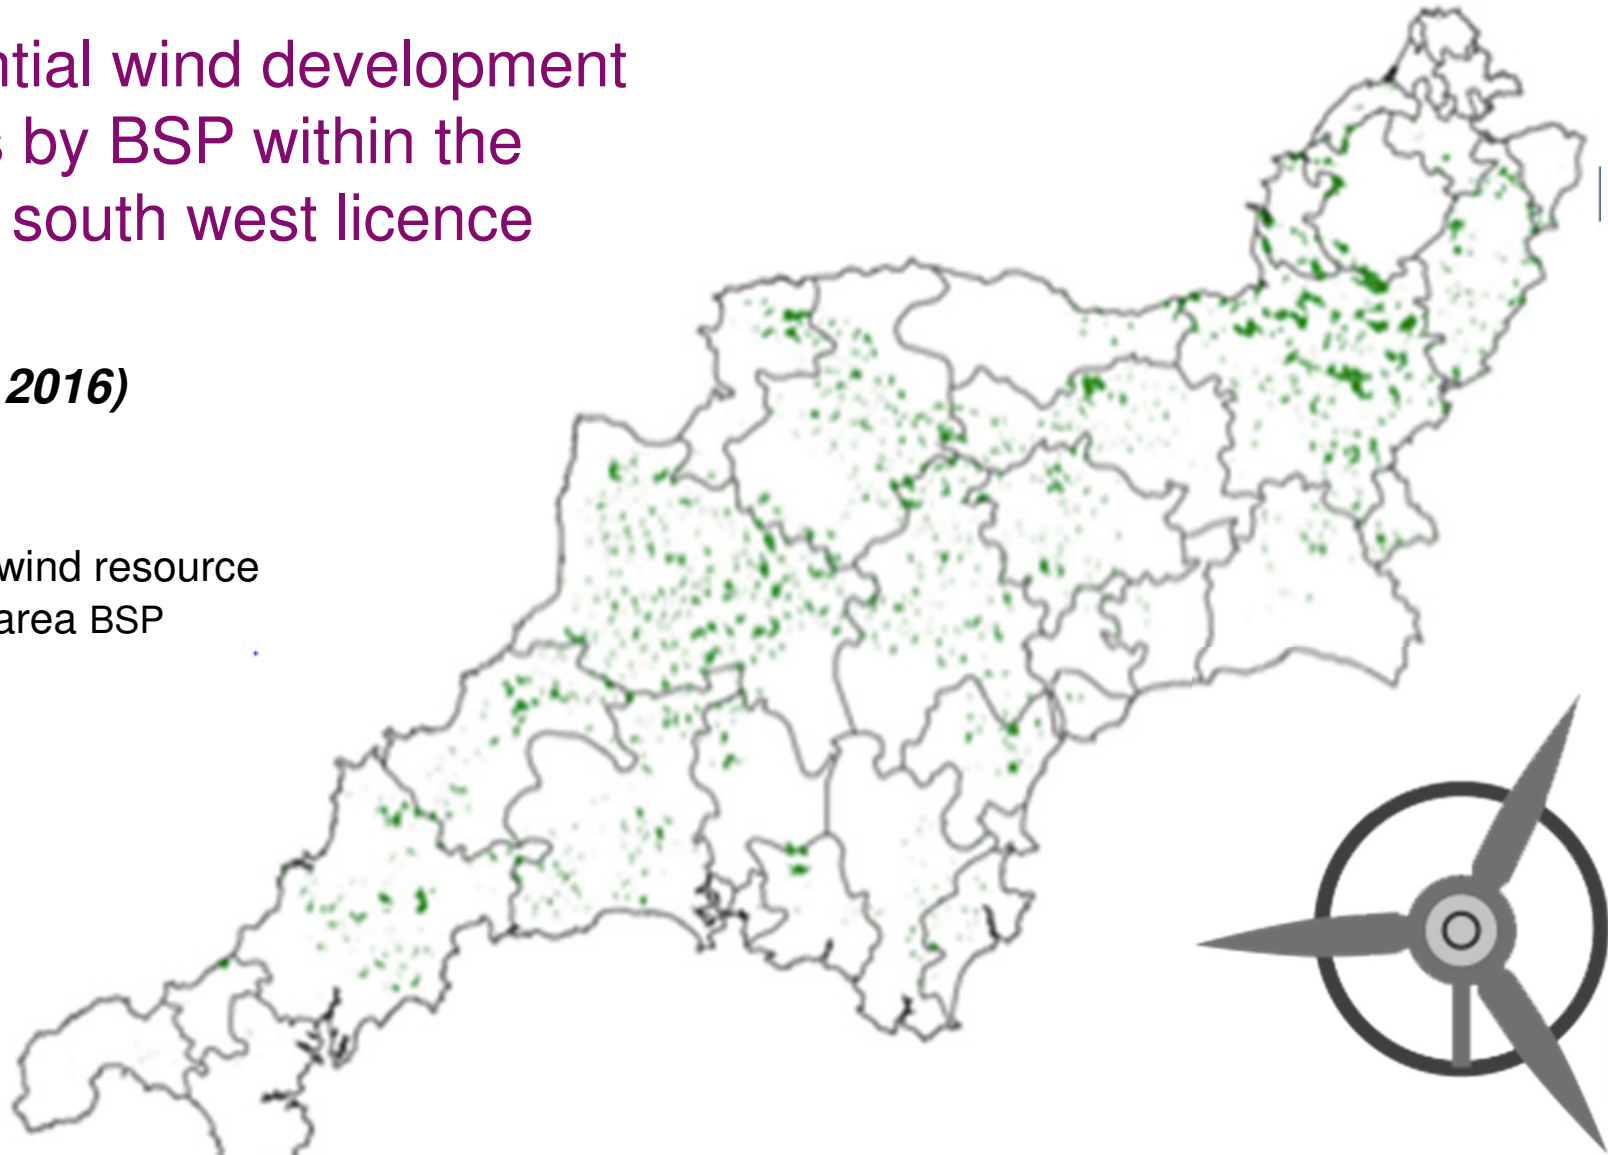 ntial wind development
s by BSP within the
south west licence
2016)
wind resource
area BSP